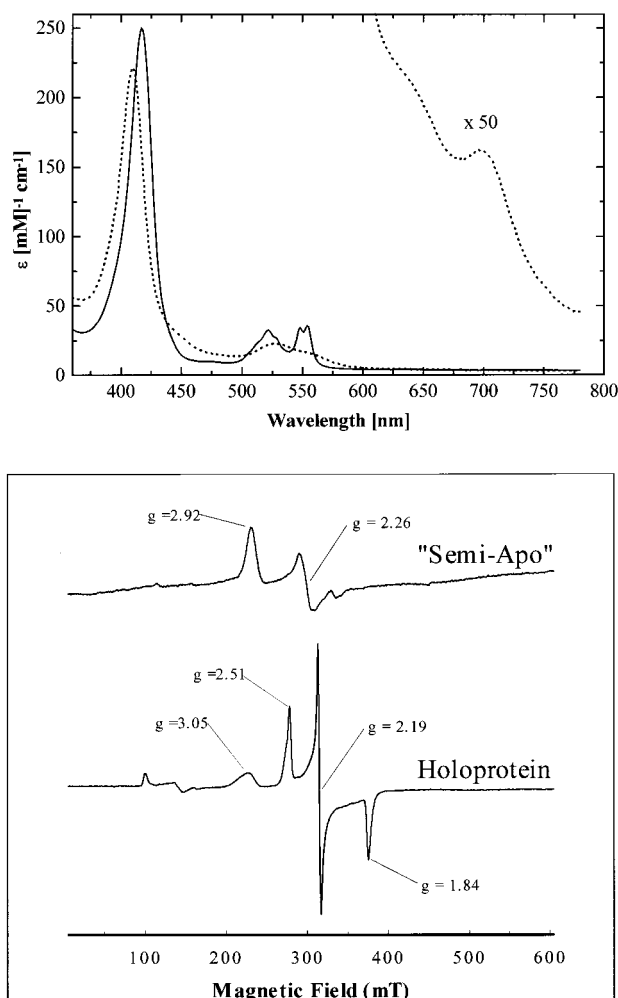 250
200
150
100
50
0
ε [mM]-¹ cm-¹]
x 50
400 450 500 550 600 650 700 750 800
Wavelength [nm]
g =2.92
g = 2.26
"Semi-Apo"
g =2.51
g =3.05
g = 2.19
Holoprotein
g = 1.84
100 200 300 400 500 600
Magnetic Field (mT)